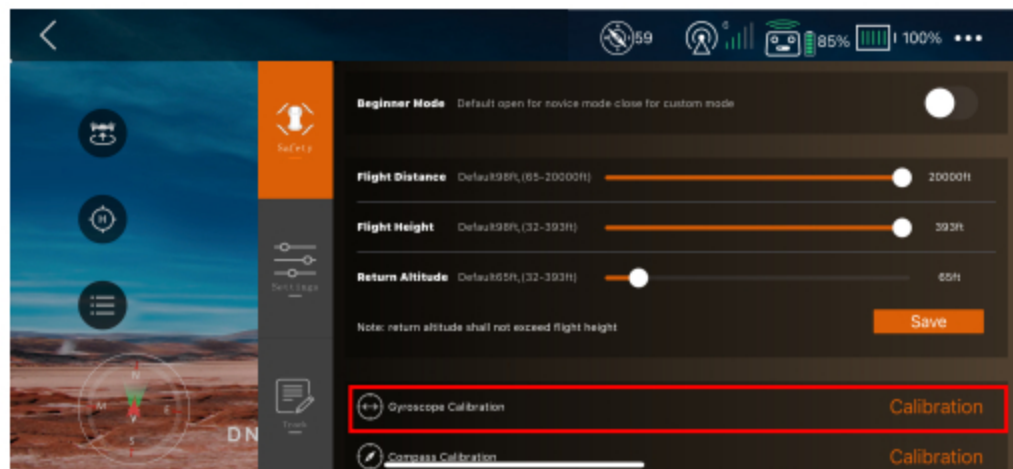 59 6 85% 100%
Beginner Mode Default open for novice mode close for custom mode
Safety
Flight Distance Default98ft,(65-20000ft) 20000ft
Flight Height Default98ft,(32-393ft) 393ft
Settings
Return Altitude Default65ft,(32-393ft) 65ft
Note: return altitude shall not exceed flight height
Save
N
W E
S
DN
Track
Gyroscope Calibration Calibration
Compass Calibration Calibration